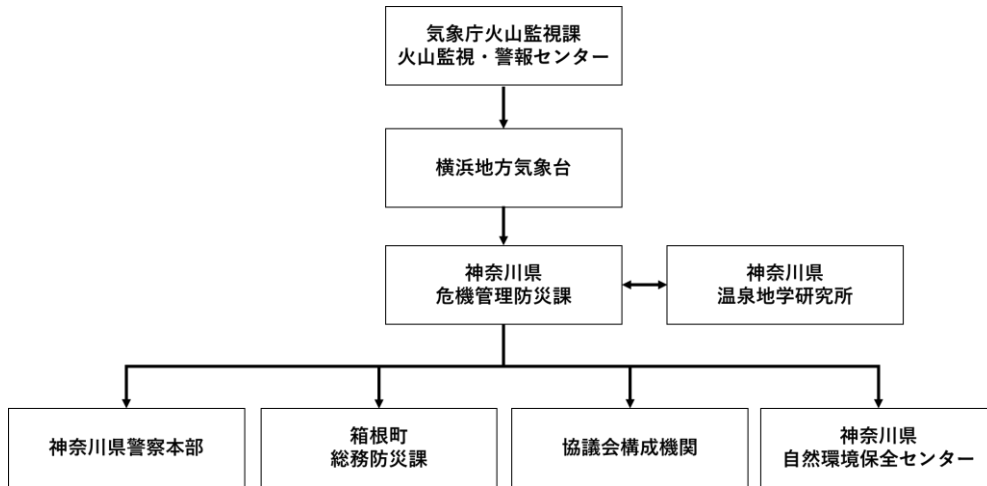 気象庁火山監視課
火山監視・警報センター
横浜地方気象台
神奈川県
危機管理防災課
神奈川県
温泉地学研究所
神奈川県警察本部
箱根町
総務防災課
協議会構成機関
神奈川県
自然環境保全センター